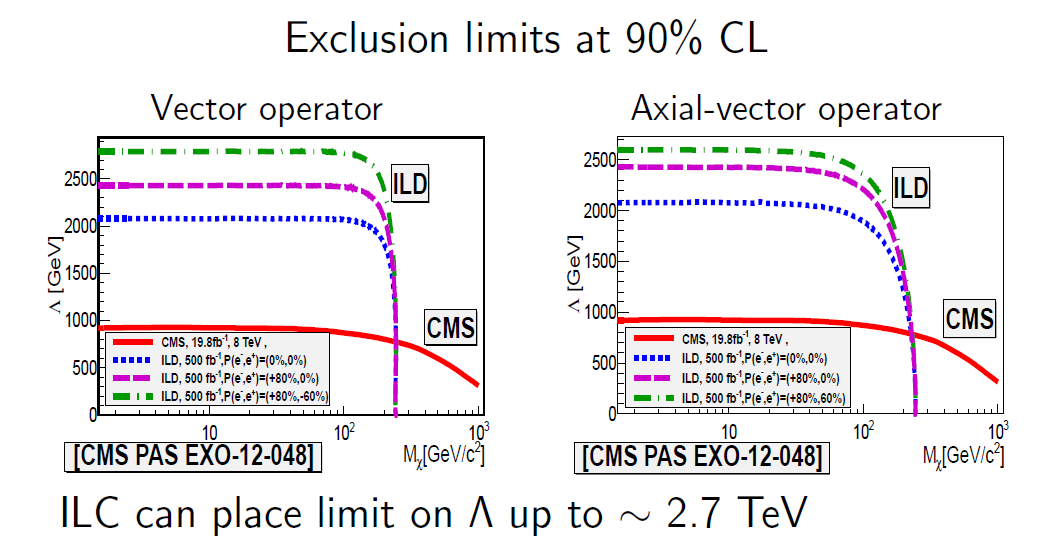 Exclusion limits at 90% CL
Vector operator
Axial-vector operator
Λ [GeV]
2500
2000
1500
1000
500
0
ILD
CMS
CMS, 19.8fb⁻¹, 8 TeV ,
ILD, 500 fb⁻¹,P(e⁻,e⁺)=(0%,0%)
ILD, 500 fb⁻¹,P(e⁻,e⁺)=(+80%,0%)
ILD, 500 fb⁻¹,P(e⁻,e⁺)=(+80%,-60%)
10
10²
10³
Mχ[GeV/c²]
[CMS PAS EXO-12-048]
Λ [GeV]
2500
2000
1500
1000
500
0
ILD
CMS
CMS, 19.8fb⁻¹, 8 TeV ,
ILD, 500 fb⁻¹,P(e⁻,e⁺)=(0%,0%)
ILD, 500 fb⁻¹,P(e⁻,e⁺)=(+80%,0%)
ILD, 500 fb⁻¹,P(e⁻,e⁺)=(+80%,60%)
10
10²
10³
Mχ[GeV/c²]
[CMS PAS EXO-12-048]
ILC can place limit on Λ up to ∼ 2.7 TeV